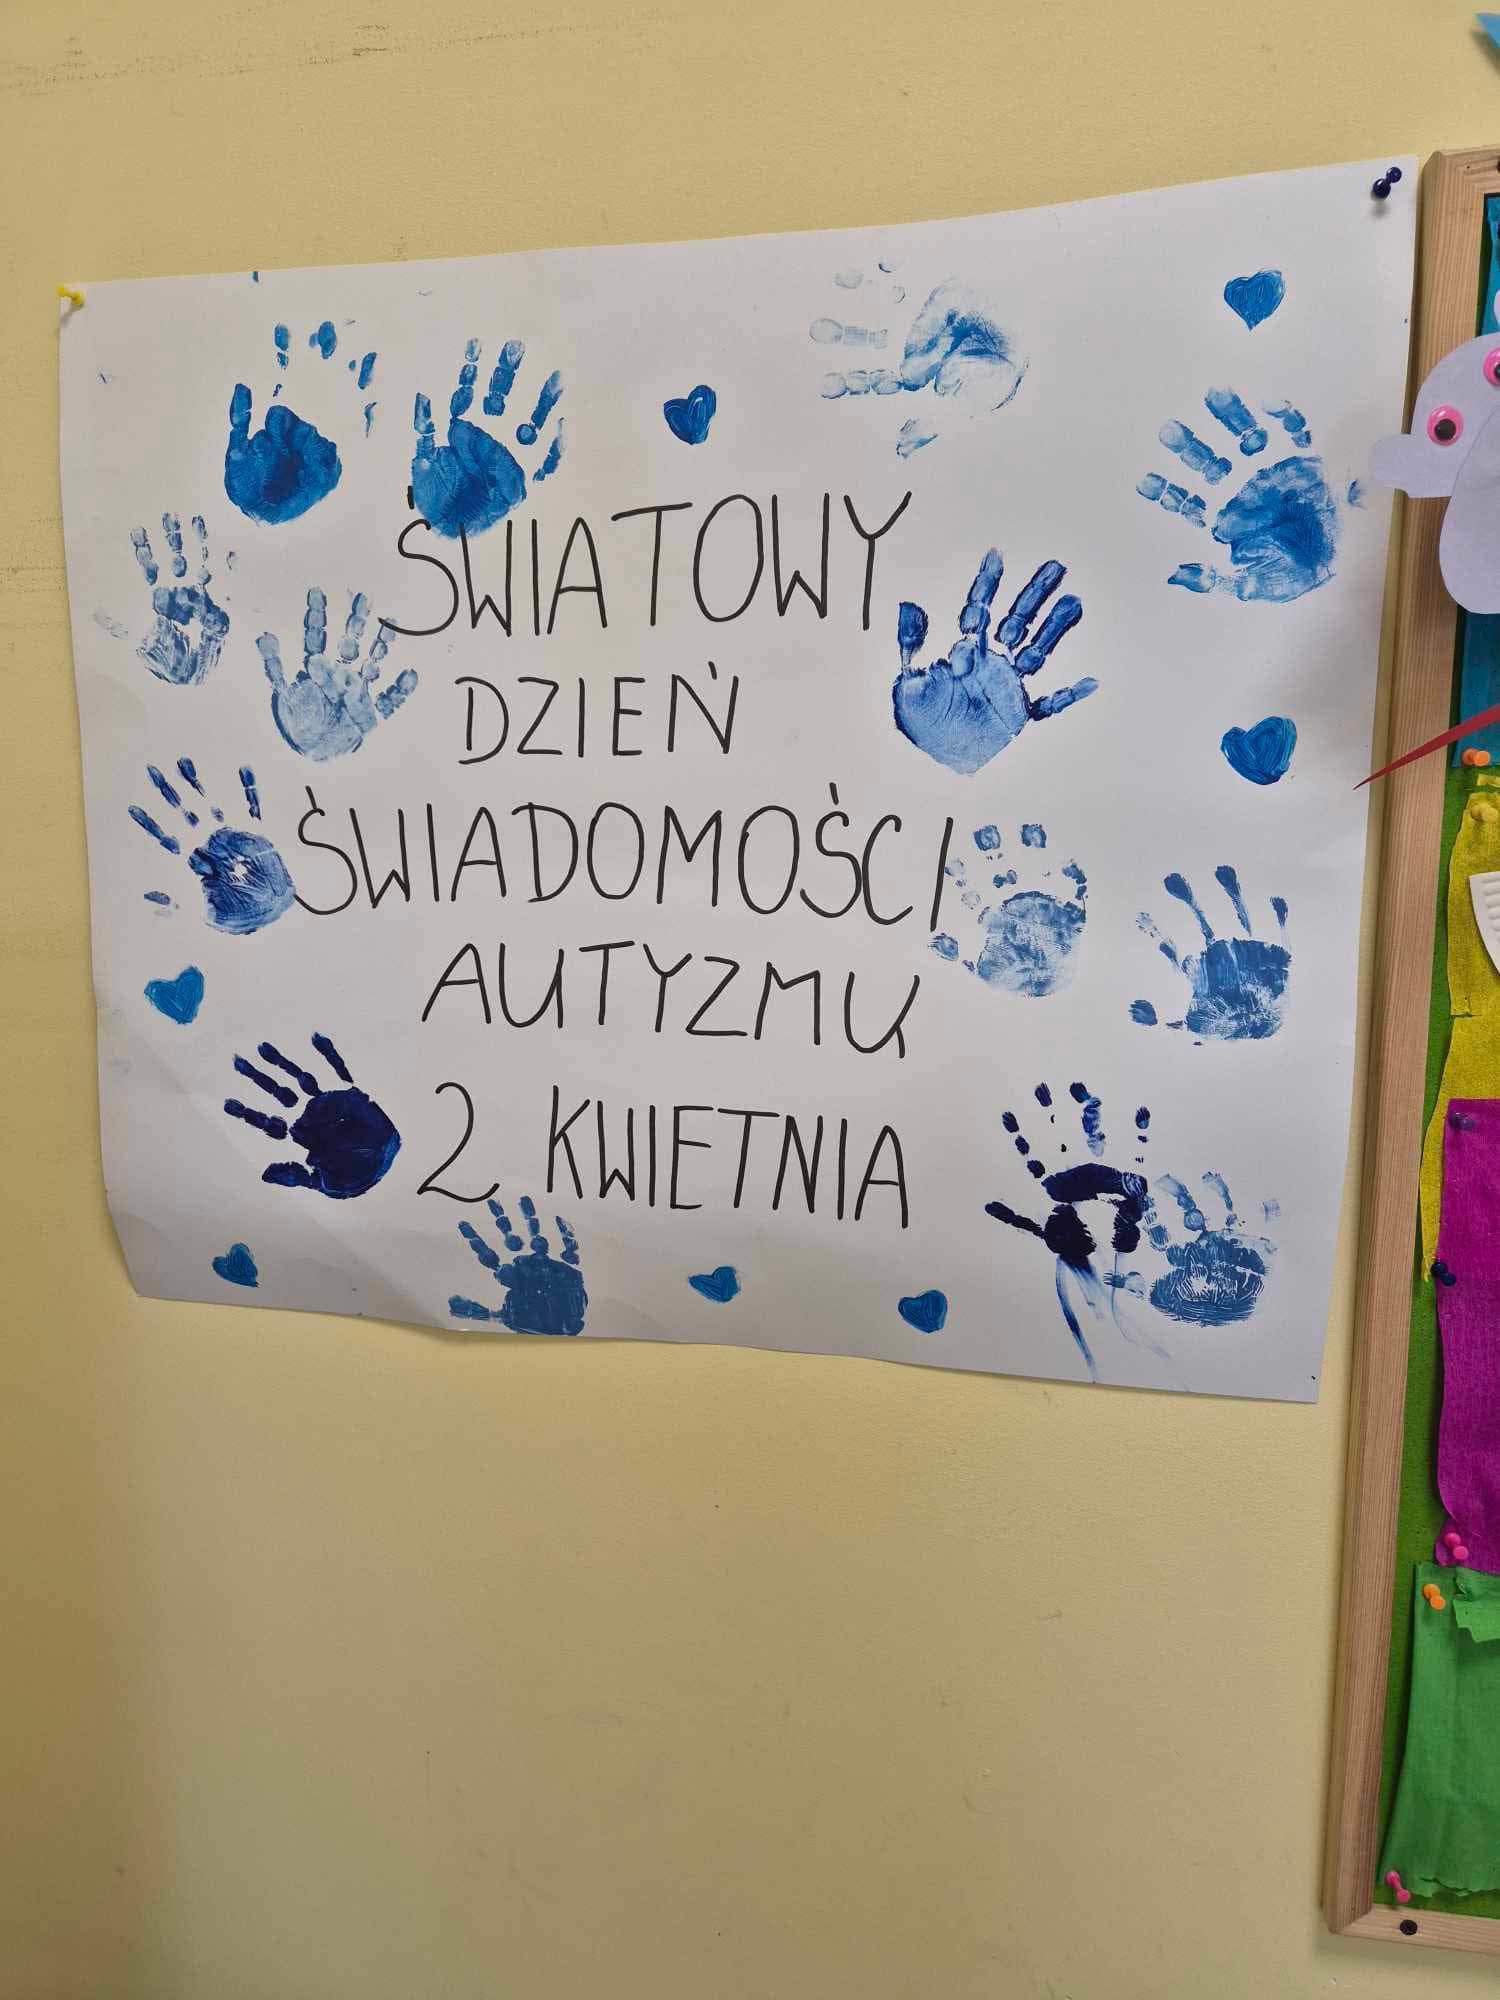 ŚWIATOWY
DZIEŃ
ŚWIADOMOŚCI
AUTYZMU
2 KWIETNIA